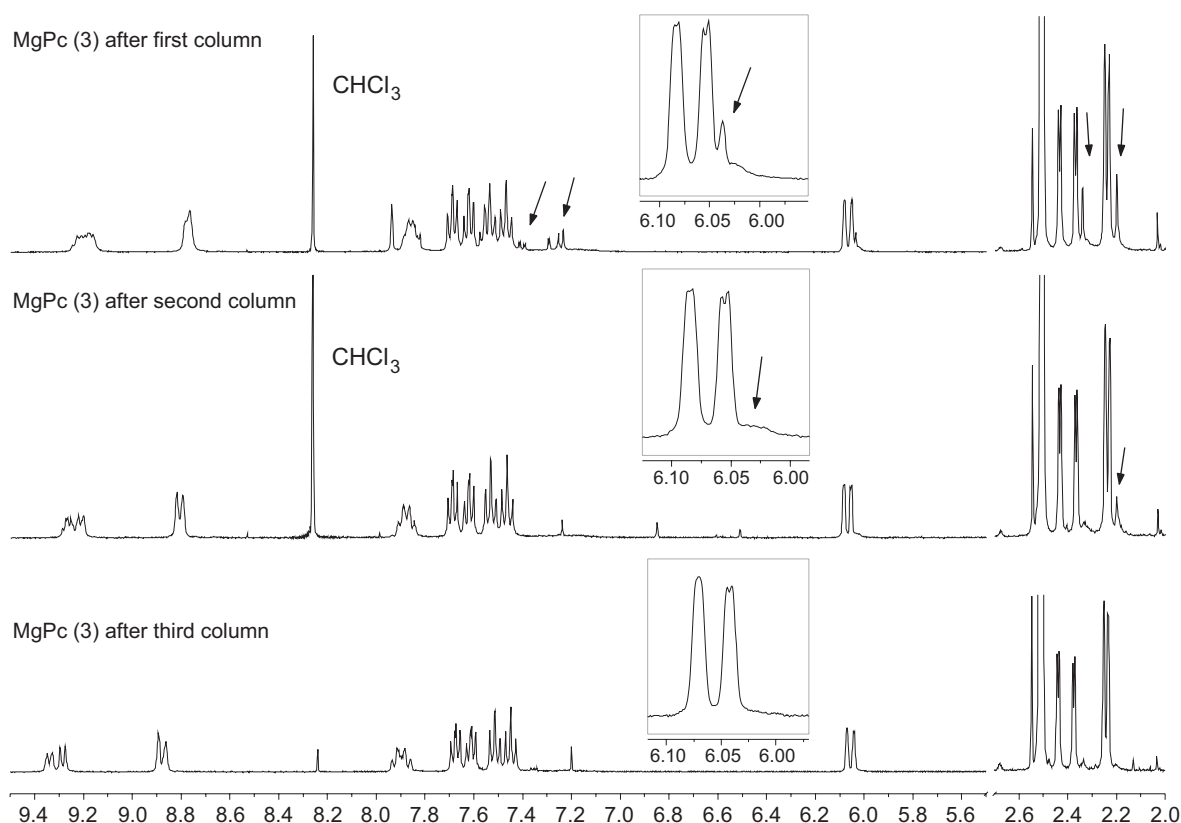 MgPc (3) after first column
CHCl3
6.10 6.05 6.00
MgPc (3) after second column
CHCl3
6.10 6.05 6.00
MgPc (3) after third column
6.10 6.05 6.00
9.4 9.2 9.0 8.8 8.6 8.4 8.2 8.0 7.8 7.6 7.4 7.2 7.0 6.8 6.6 6.4 6.2 6.0 5.8 5.6 2.6 2.4 2.2 2.0